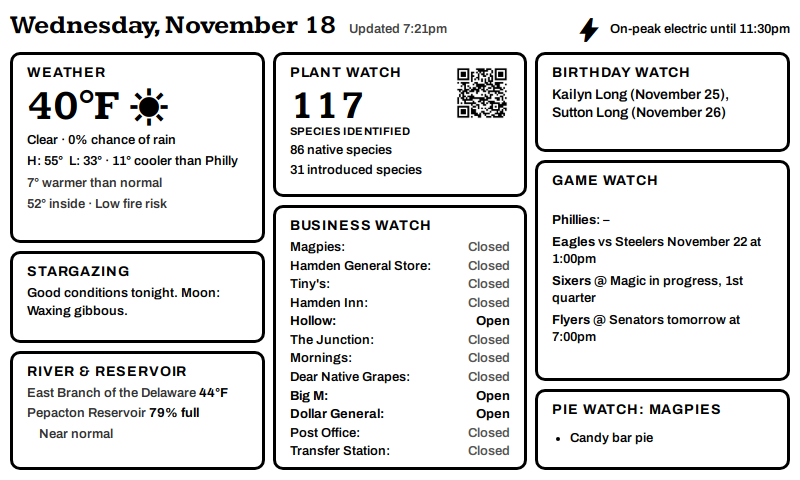 Wednesday, November 18 Updated 7:21pm
On-peak electric until 11:30pm
WEATHER
40°F
Clear · 0% chance of rain
H: 55° L: 33° · 11° cooler than Philly
7° warmer than normal
52° inside · Low fire risk
STARGAZING
Good conditions tonight. Moon:
Waxing gibbous.
RIVER & RESERVOIR
East Branch of the Delaware 44°F
Pepacton Reservoir 79% full
Near normal
PLANT WATCH
117
SPECIES IDENTIFIED
86 native species
31 introduced species
BUSINESS WATCH
Magpies: Closed
Hamden General Store: Closed
Tiny's: Closed
Hamden Inn: Closed
Hollow: Open
The Junction: Closed
Mornings: Closed
Dear Native Grapes: Closed
Big M: Open
Dollar General: Open
Post Office: Closed
Transfer Station: Closed
BIRTHDAY WATCH
Kailyn Long (November 25),
Sutton Long (November 26)
GAME WATCH
Phillies: –
Eagles vs Steelers November 22 at
1:00pm
Sixers @ Magic in progress, 1st
quarter
Flyers @ Senators tomorrow at
7:00pm
PIE WATCH: MAGPIES
• Candy bar pie